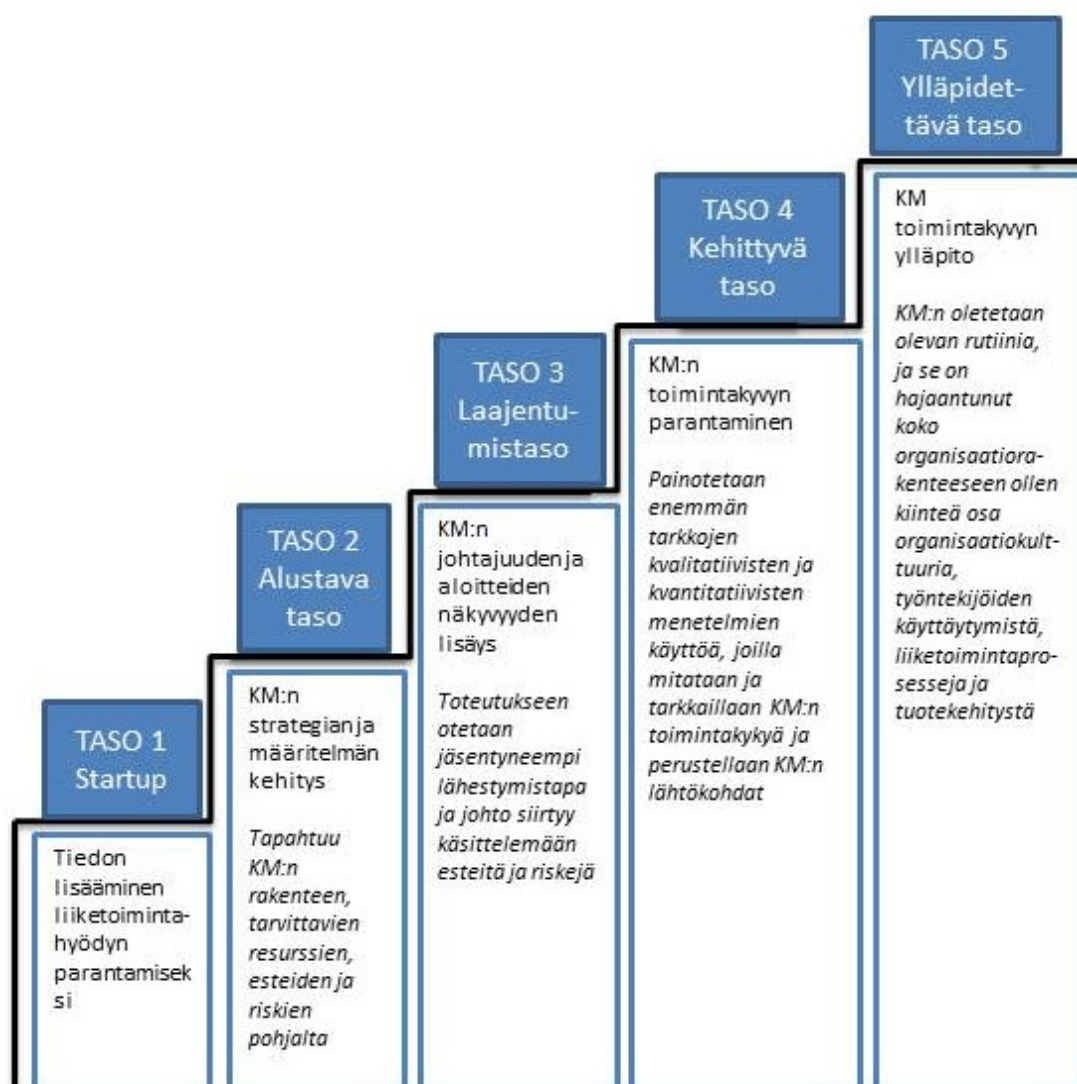 TASO 1
Startup
Tiedon
lisääminen
liiketoiminta-
hyödyn
parantamisek
si
TASO 2
Alustava
taso
KM:n
strategian ja
määritelmän
kehitys
Tapahtuu
KM:n
rakenteen,
tarvittavien
resurssien,
esteiden ja
riskien
pohjalta
TASO 3
Laajentu-
mistaso
KM:n
johtajuuden ja
aloitteiden
näkyvyyden
lisäys
Toteutukseen
otetaan
jäsentyneempi
lähestymistapa
ja johto siirtyy
käsittelemään
esteitä ja riskejä
TASO 4
Kehittyvä
taso
KM:n
toimintakyvyn
parantaminen
Painotetaan
enemmän
tarkkojen
kvalitatiivisten ja
kvantitatiivisten
menetelmien
käyttöä, joilla
mitataan ja
tarkkaillaan KM:n
toimintakykyä ja
perustellaan KM:n
lähtökohdat
TASO 5
Ylläpidet-
tävä taso
KM
toimintakyvyn
ylläpito
KM:n oletetaan
olevan rutiinia,
ja se on
hajaantunut
koko
organisaatiora-
kenteeseen ollen
kiinteä osa
organisaatiokult-
tuuria,
työntekijöiden
käyttäytymistä,
liiketoimintapro-
sesseja ja
tuotekehitystä